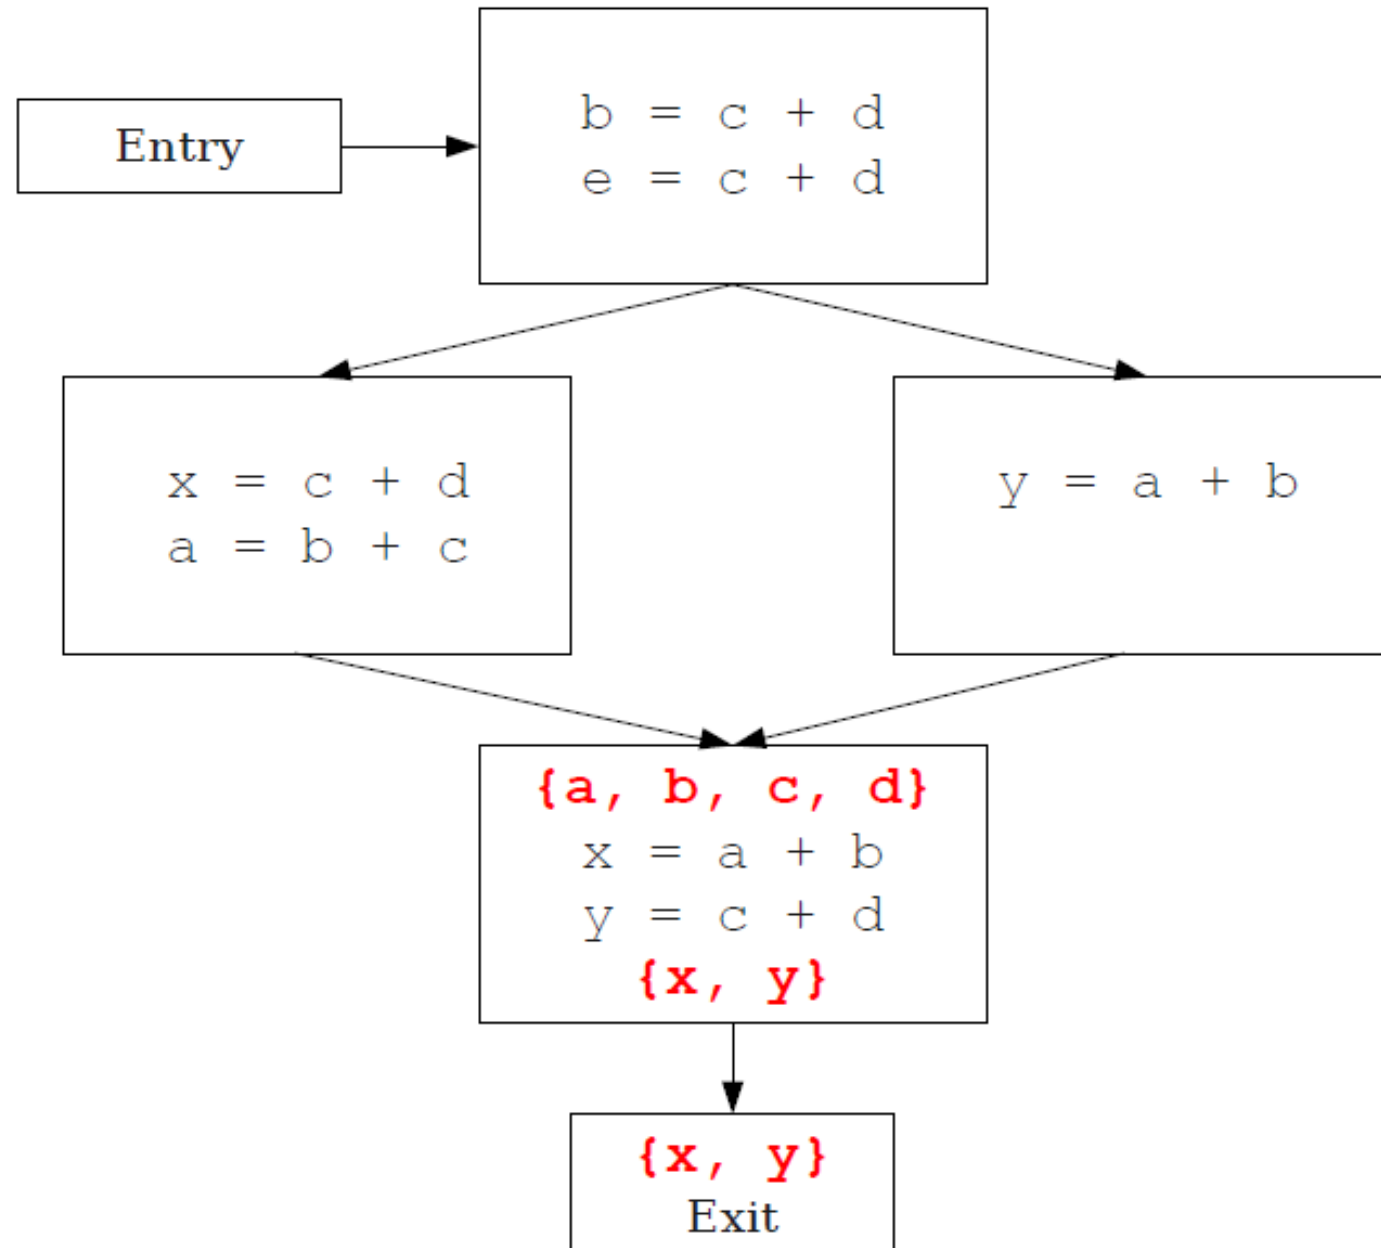 Entry
b = c + d
e = c + d
x = c + d
a = b + c
y = a + b
{a, b, c, d}
x = a + b
y = c + d
{x, y}
{x, y}
Exit